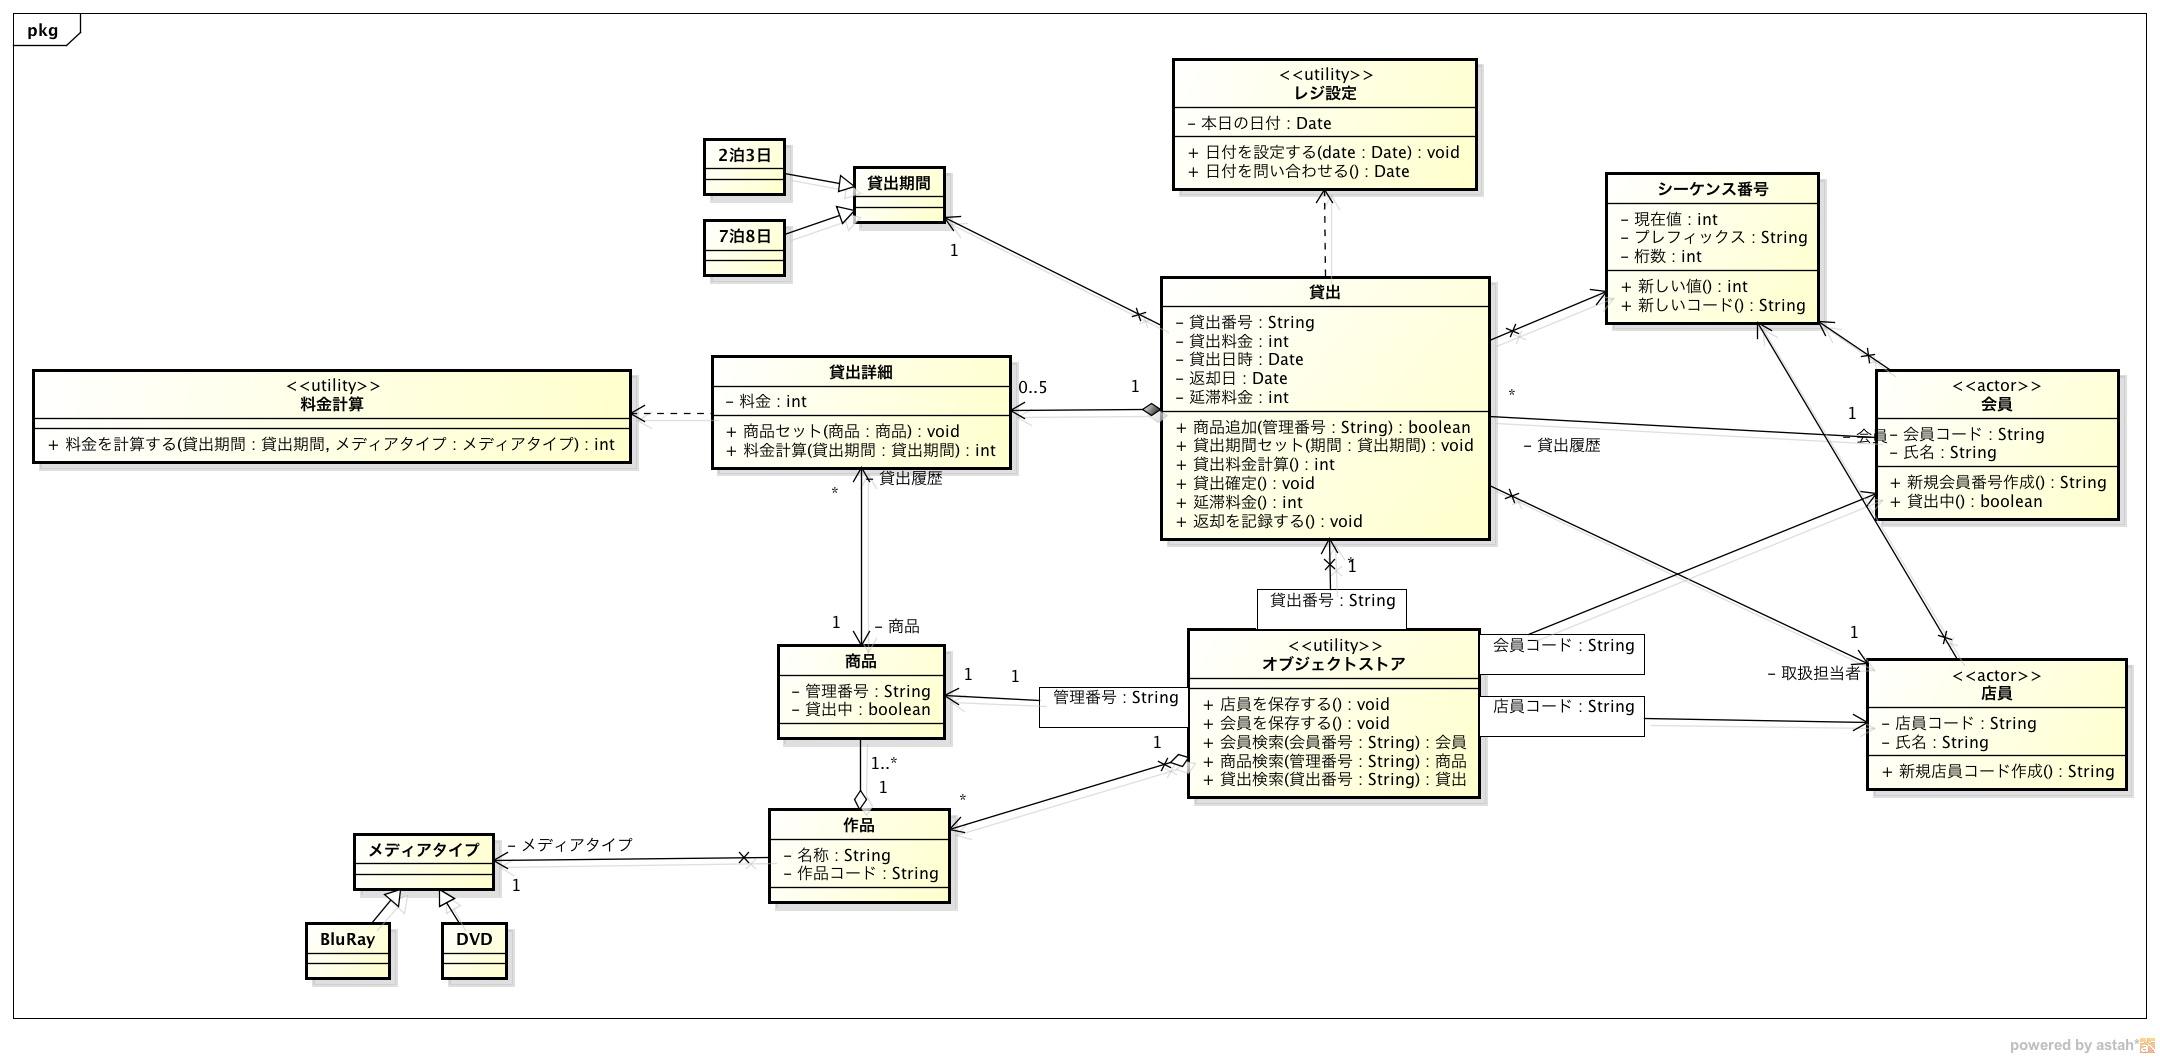 pkg
<<utility>>
レジ設定
– 本日の日付 : Date
+ 日付を設定する(date : Date) : void
+ 日付を問い合わせる() : Date
2泊3日
7泊8日
貸出期間
1
シーケンス番号
– 現在値 : int
– プレフィックス : String
– 桁数 : int
+ 新しい値() : int
+ 新しいコード() : String
貸出
– 貸出番号 : String
– 貸出料金 : int
– 貸出日時 : Date
– 返却日 : Date
– 延滞料金 : int
+ 商品追加(管理番号 : String) : boolean
+ 貸出期間セット(期間 : 貸出期間) : void
+ 貸出料金計算() : int
+ 貸出確定() : void
+ 延滞料金() : int
+ 返却を記録する() : void
<<utility>>
料金計算
+ 料金を計算する(貸出期間 : 貸出期間, メディアタイプ : メディアタイプ) : int
貸出詳細
– 料金 : int
+ 商品セット(商品 : 商品) : void
+ 料金計算(貸出期間 : 貸出期間) : int
0..5
1
*
1
– 貸出履歴
– 会員
<<actor>>
会員
– 会員コード : String
– 氏名 : String
+ 新規会員番号作成() : String
+ 貸出中() : boolean
– 貸出履歴
*
1
– 商品
*
1
貸出番号 : String
商品
– 管理番号 : String
– 貸出中 : boolean
1
1
管理番号 : String
<<utility>>
オブジェクトストア
+ 店員を保存する() : void
+ 会員を保存する() : void
+ 会員検索(会員番号 : String) : 会員
+ 商品検索(管理番号 : String) : 商品
+ 貸出検索(貸出番号 : String) : 貸出
会員コード : String
店員コード : String
1
– 取扱担当者
<<actor>>
店員
– 店員コード : String
– 氏名 : String
+ 新規店員コード作成() : String
1..*
1
1
*
作品
– 名称 : String
– 作品コード : String
– メディアタイプ
1
メディアタイプ
BluRay
DVD
powered by astah*